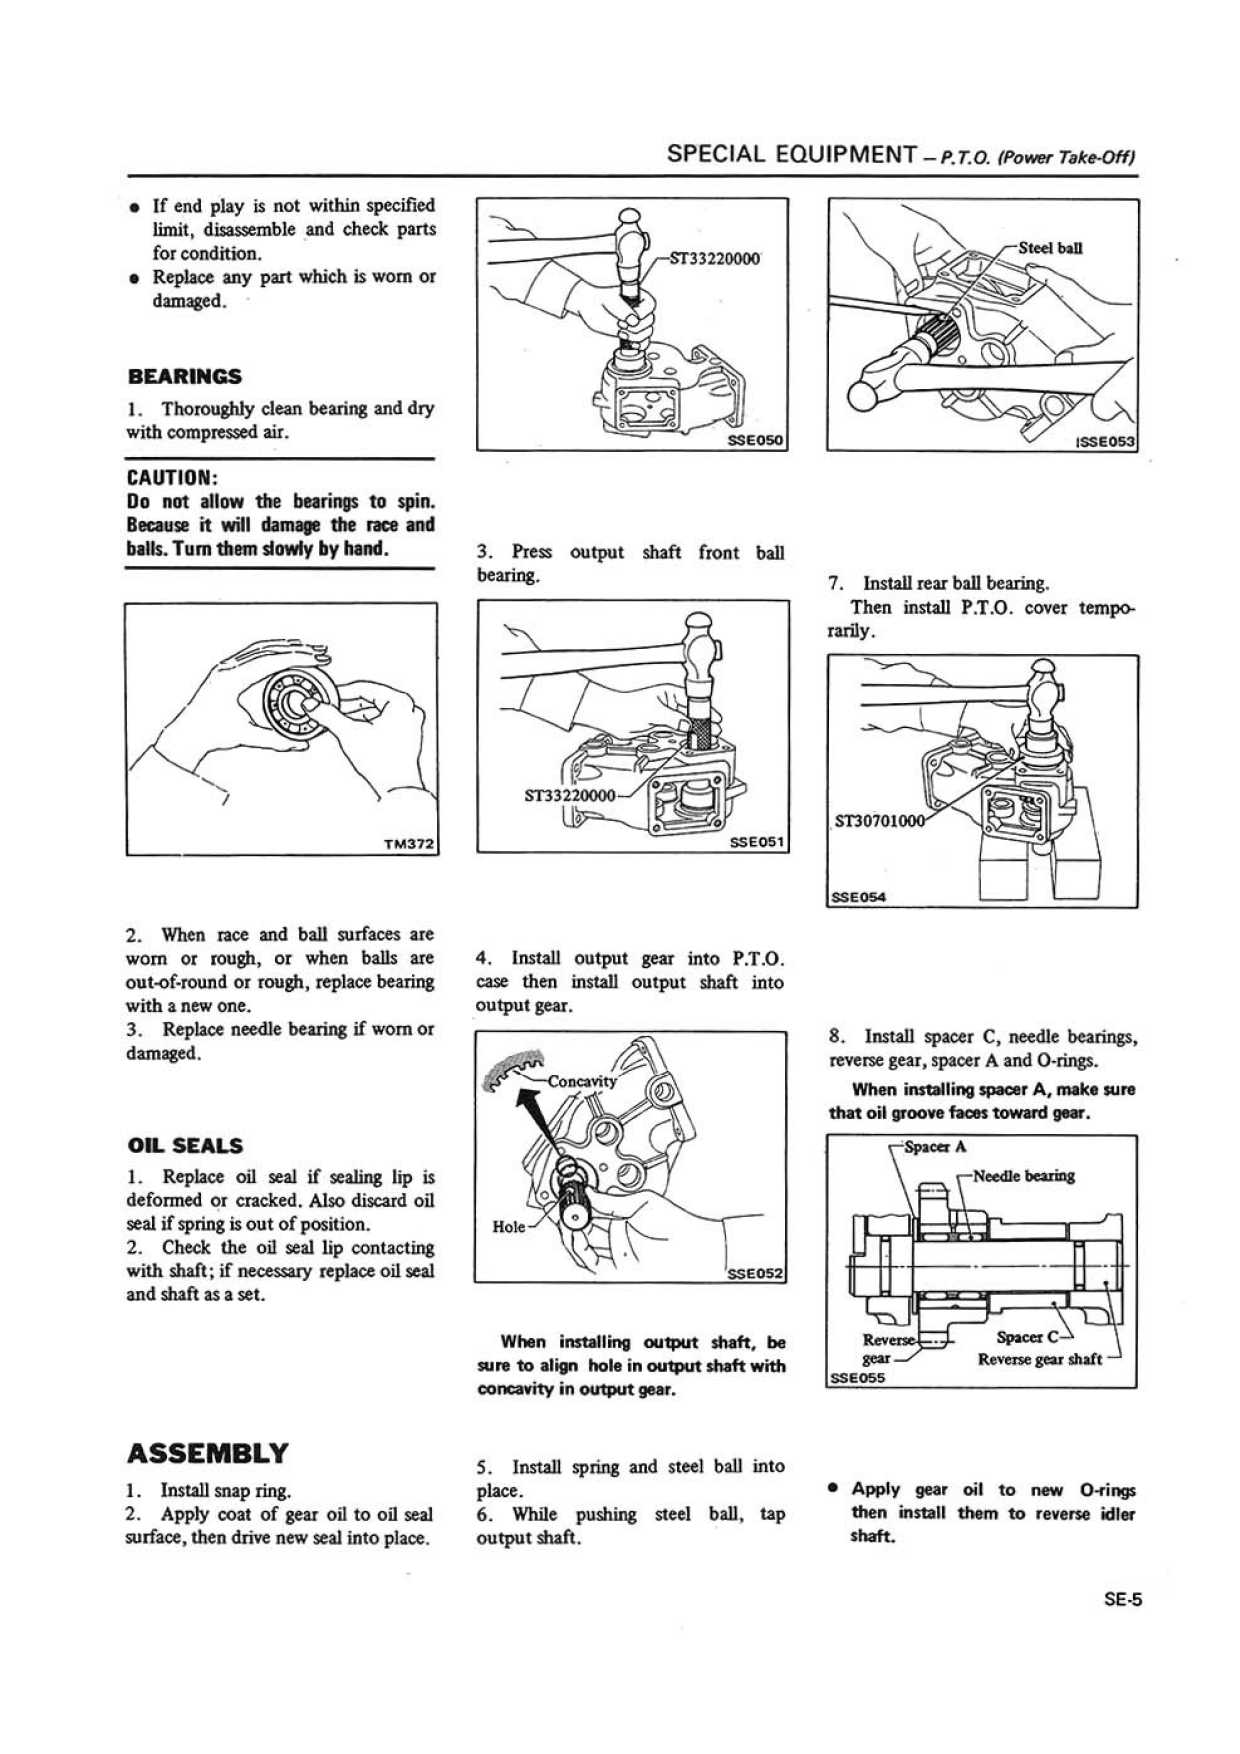 SPECIAL EQUIPMENT – P.T.O. (Power Take-Off)
● If end play is not within specified
limit, disassemble and check parts
for condition.
● Replace any part which is worn or
damaged.
BEARINGS
1. Thoroughly clean bearing and dry
with compressed air.
CAUTION:
Do not allow the bearings to spin.
Because it will damage the race and
balls. Turn them slowly by hand.
TM372
2. When race and ball surfaces are
worn or rough, or when balls are
out-of-round or rough, replace bearing
with a new one.
3. Replace needle bearing if worn or
damaged.
OIL SEALS
1. Replace oil seal if sealing lip is
deformed or cracked. Also discard oil
seal if spring is out of position.
2. Check the oil seal lip contacting
with shaft; if necessary replace oil seal
and shaft as a set.
ASSEMBLY
1. Install snap ring.
2. Apply coat of gear oil to oil seal
surface, then drive new seal into place.
ST33220000
SSE050
3. Press output shaft front ball
bearing.
ST33220000
SSE051
4. Install output gear into P.T.O.
case then install output shaft into
output gear.
Concavity
Hole
SSE052
When installing output shaft, be
sure to align hole in output shaft with
concavity in output gear.
5. Install spring and steel ball into
place.
6. While pushing steel ball, tap
output shaft.
Steel ball
ISSE053
7. Install rear ball bearing.
Then install P.T.O. cover tempo-
rarily.
ST30701000
SSE054
8. Install spacer C, needle bearings,
reverse gear, spacer A and O-rings.
When installing spacer A, make sure
that oil groove faces toward gear.
Spacer A
Needle bearing
Reverse
gear
Spacer C
Reverse gear shaft
SSE055
● Apply gear oil to new O-rings
then install them to reverse idler
shaft.
SE-5